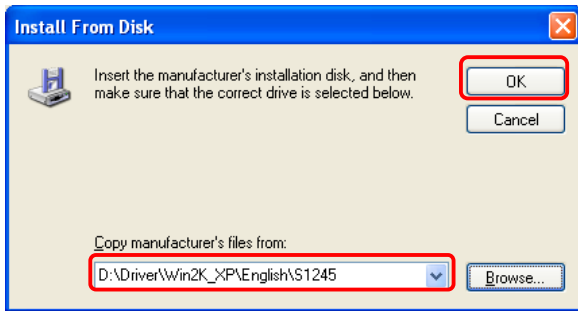 Install From Disk
Insert the manufacturer's installation disk, and then
make sure that the correct drive is selected below.
OK
Cancel
Copy manufacturer's files from:
D:\Driver\Win2K_XP\English\S1245
Browse...